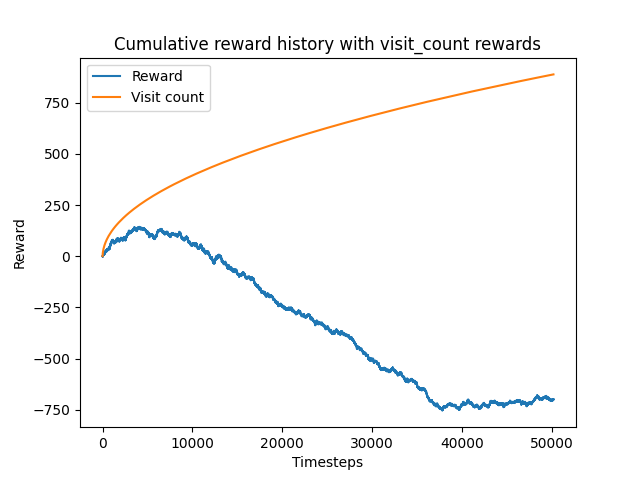 Cumulative reward history with visit_count rewards
Reward
Visit count
750
500
250
0
−250
−500
−750
Reward
0 10000 20000 30000 40000 50000
Timesteps